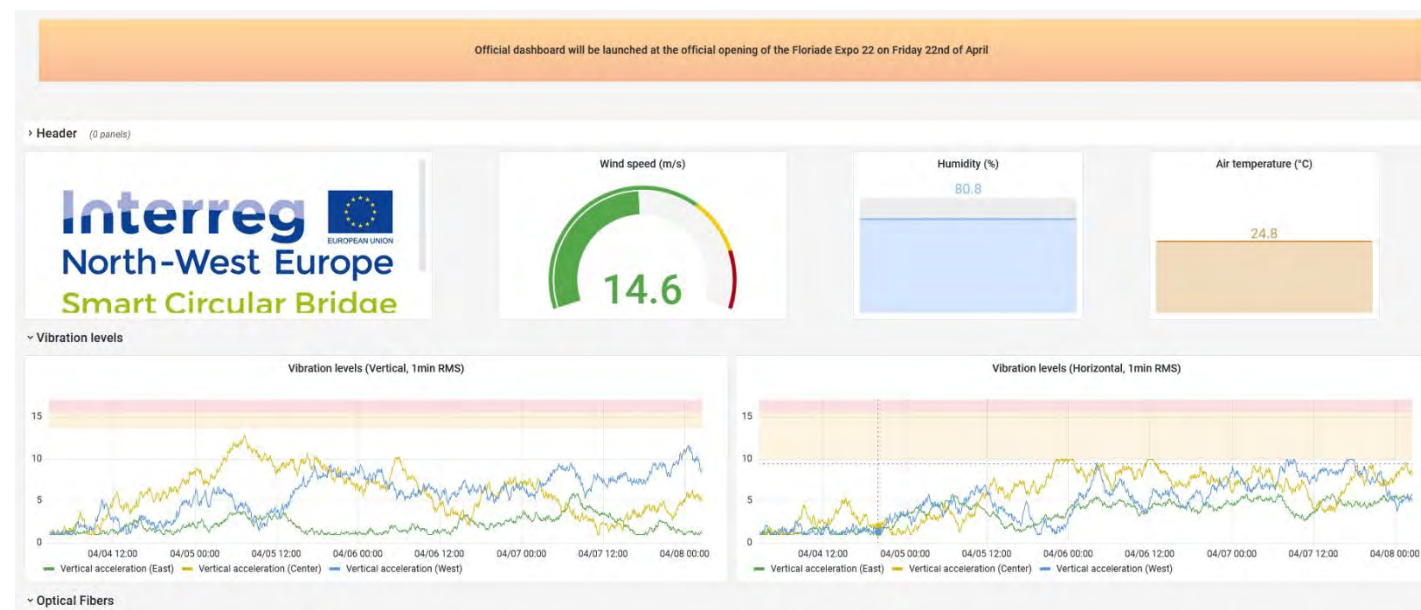 Official dashboard will be launched at the official opening of the Floriade Expo 22 on Friday 22nd of April
Header (0 panels)
Interreg
EUROPEAN UNION
North-West Europe
Smart Circular Bridge
Wind speed (m/s)
14.6
Humidity (%)
80.8
Air temperature (°C)
24.8
Vibration levels
Vibration levels (Vertical, 1min RMS)
15
10
5
0
04/04 12:00 04/05 00:00 04/05 12:00 04/06 00:00 04/06 12:00 04/07 00:00 04/07 12:00 04/08 00:00
Vertical acceleration (East) Vertical acceleration (Center) Vertical acceleration (West)
Vibration levels (Horizontal, 1min RMS)
15
10
5
0
04/04 12:00 04/05 00:00 04/05 12:00 04/06 00:00 04/06 12:00 04/07 00:00 04/07 12:00 04/08 00:00
Vertical acceleration (East) Vertical acceleration (Center) Vertical acceleration (West)
Optical Fibers